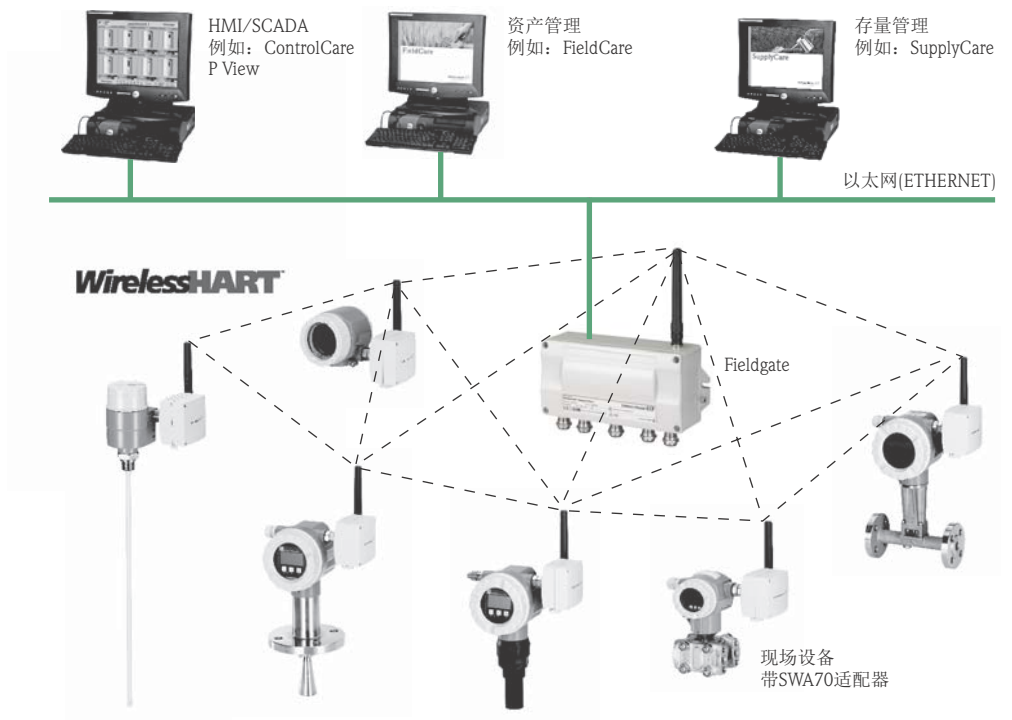 HMI/SCADA
例如：ControlCare
P View
资产管理
例如：FieldCare
存量管理
例如：SupplyCare
FieldCare
SupplyCare
以太网(ETHERNET)
WirelessHART
Fieldgate
现场设备
带SWA70适配器